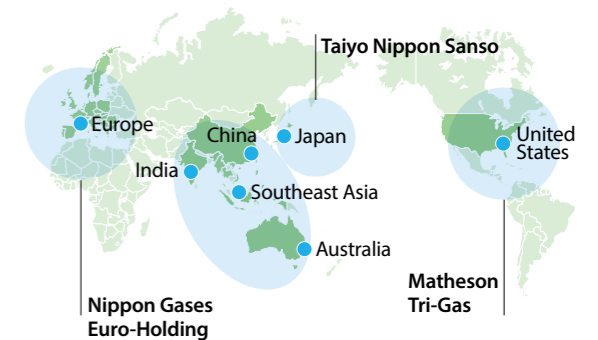 Taiyo Nippon Sanso
Europe
China
Japan
United
States
India
Southeast Asia
Australia
Matheson
Tri-Gas
Nippon Gases
Euro-Holding